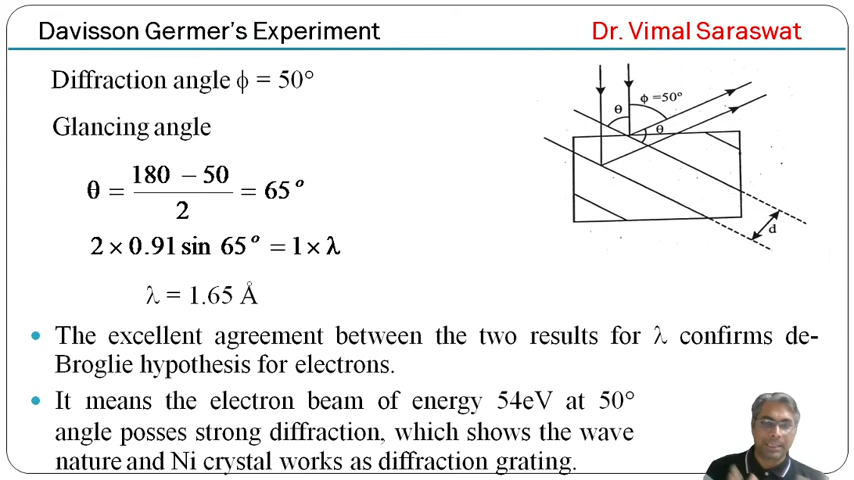 Davisson Germer's Experiment
Dr. Vimal Saraswat
Diffraction angle ϕ = 50°
Glancing angle
θ = (180 − 50)/2 = 65°
2 × 0.91 sin 65° = 1 × λ
λ = 1.65 Å
θ
ϕ =50°
θ
d
• The excellent agreement between the two results for λ confirms de-
Broglie hypothesis for electrons.
• It means the electron beam of energy 54eV at 50°
angle posses strong diffraction, which shows the wave
nature and Ni crystal works as diffraction grating.